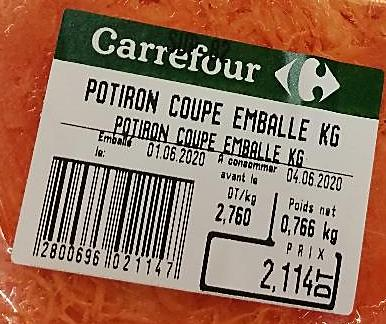 Carrefour
POTIRON COUPE EMBALLE KG
POTIRON COUPE EMBALLE KG
Emballé le: 01.06.2020 A consommer avant le 04.06.2020
DT/kg Poids net
2,760 0,766 kg
PRIX
2,114 DT
2800696 021147